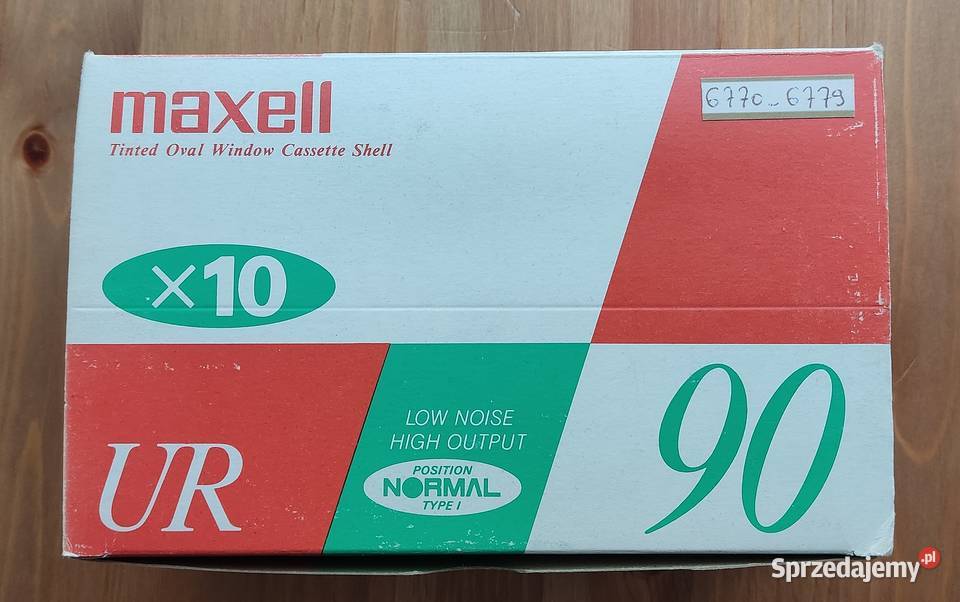 maxell
Tinted Oval Window Cassette Shell
6770-6779
×10
UR
LOW NOISE
HIGH OUTPUT
POSITION
NORMAL
TYPE I
90
Sprzedajemy.pl